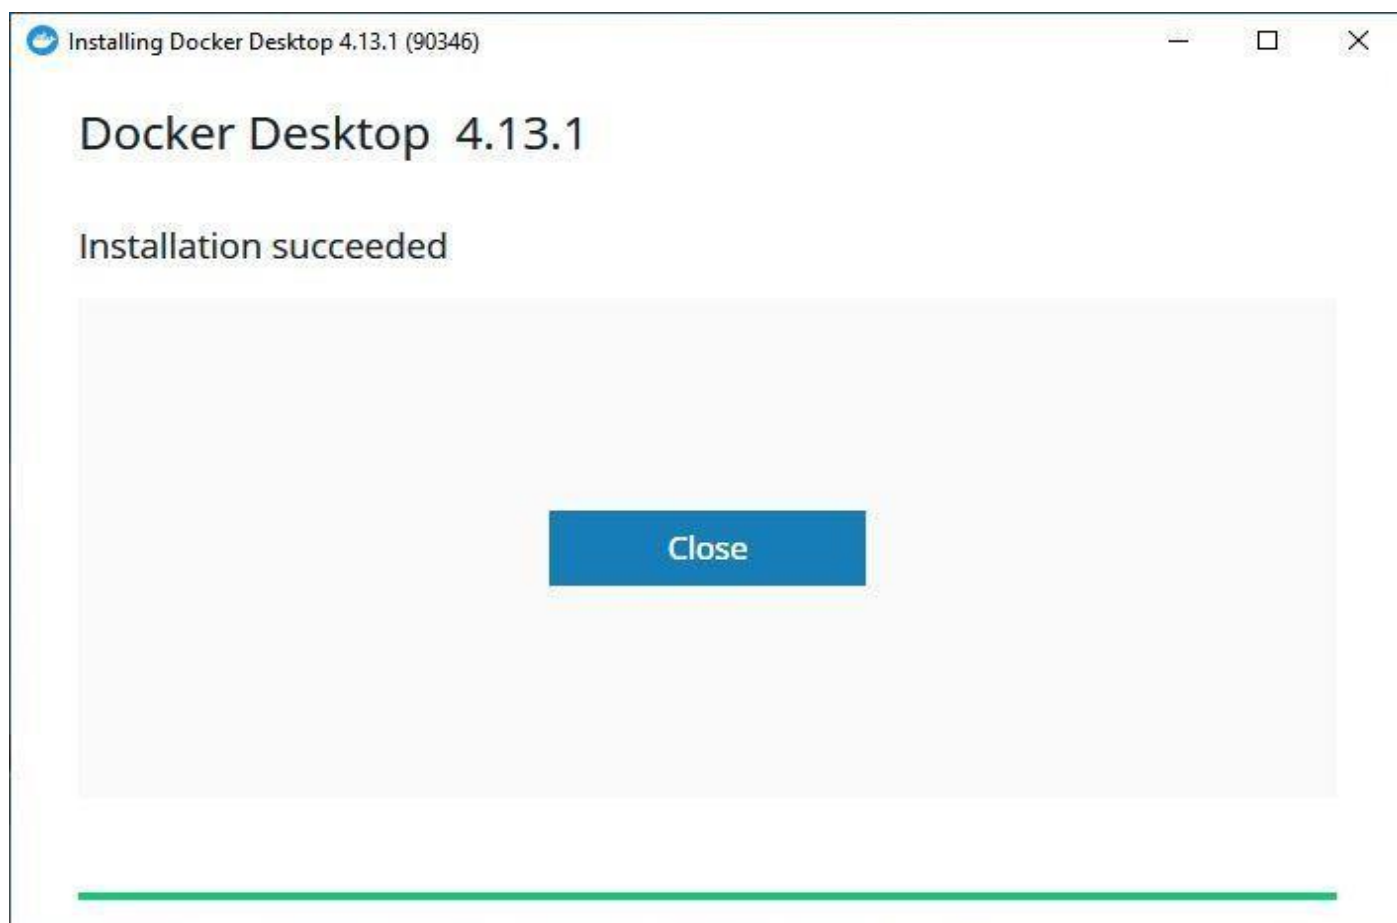 Installing Docker Desktop 4.13.1 (90346)
Docker Desktop 4.13.1
Installation succeeded
Close